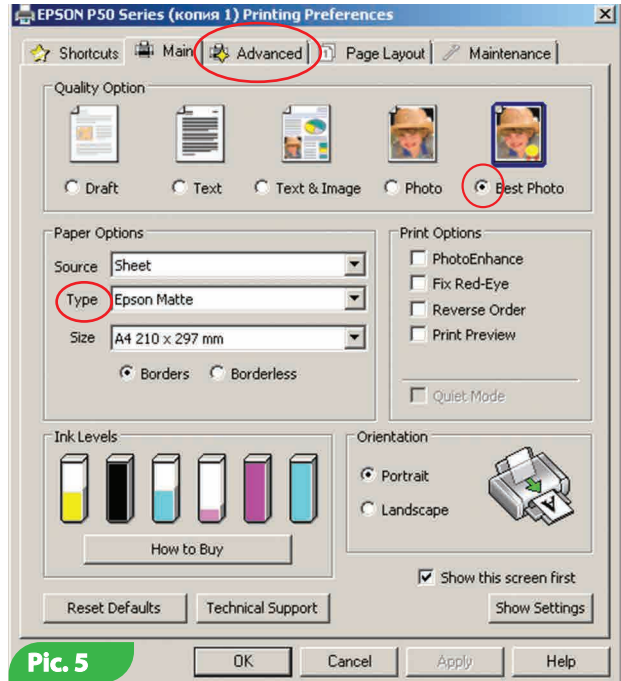 EPSON P50 Series (копия 1) Printing Preferences
Shortcuts Main Advanced Page Layout Maintenance
Quality Option
Draft Text Text & Image Photo Best Photo
Paper Options
Source Sheet
Type Epson Matte
Size A4 210 x 297 mm
Borders Borderless
Print Options
PhotoEnhance
Fix Red-Eye
Reverse Order
Print Preview
Quiet Mode
Ink Levels
How to Buy
Orientation
Portrait
Landscape
A
Show this screen first
Reset Defaults Technical Support Show Settings
Pic. 5
OK Cancel Apply Help